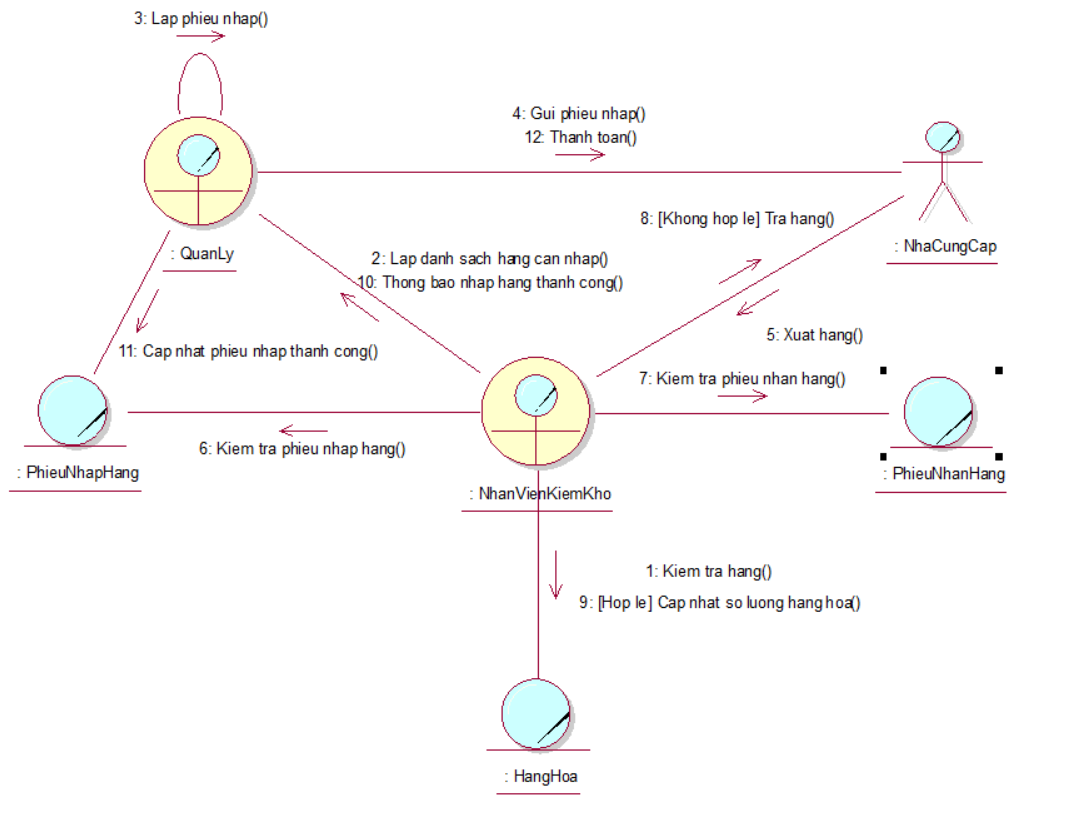 3: Lap phieu nhap()
4: Gui phieu nhap()
12: Thanh toan()
8: [Khong hop le] Tra hang()
: QuanLy
: NhaCungCap
2: Lap danh sach hang can nhap()
10: Thong bao nhap hang thanh cong()
5: Xuat hang()
11: Cap nhat phieu nhap thanh cong()
7: Kiem tra phieu nhan hang()
6: Kiem tra phieu nhap hang()
: PhieuNhapHang
: PhieuNhanHang
: NhanVienKiemKho
1: Kiem tra hang()
9: [Hop le] Cap nhat so luong hang hoa()
: HangHoa